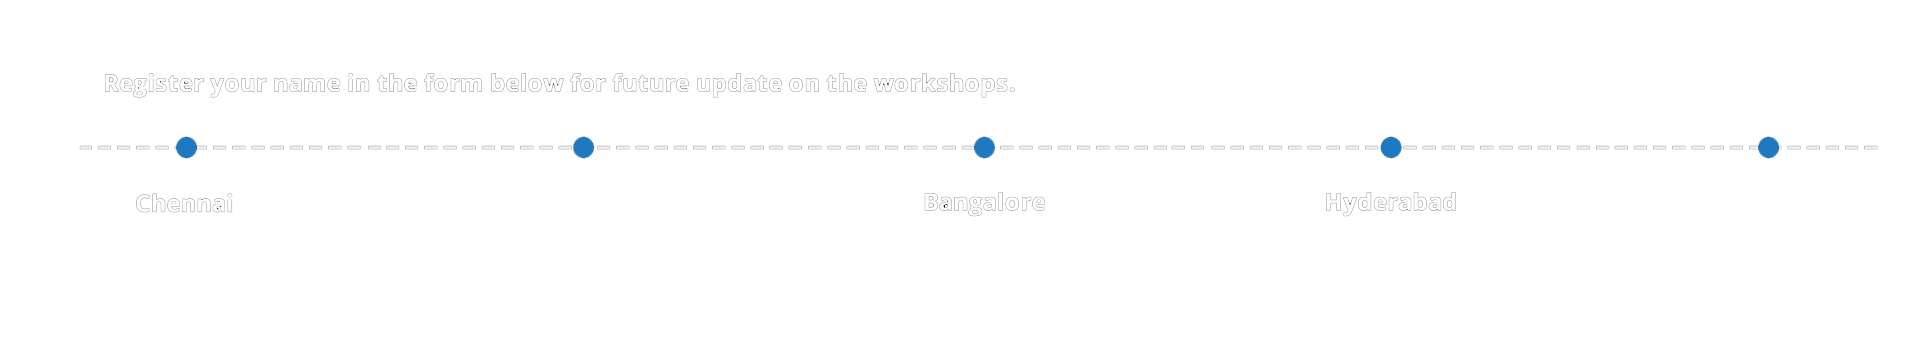 Register your name in the form below for future update on the workshops.
Chennai
Bangalore
Hyderabad